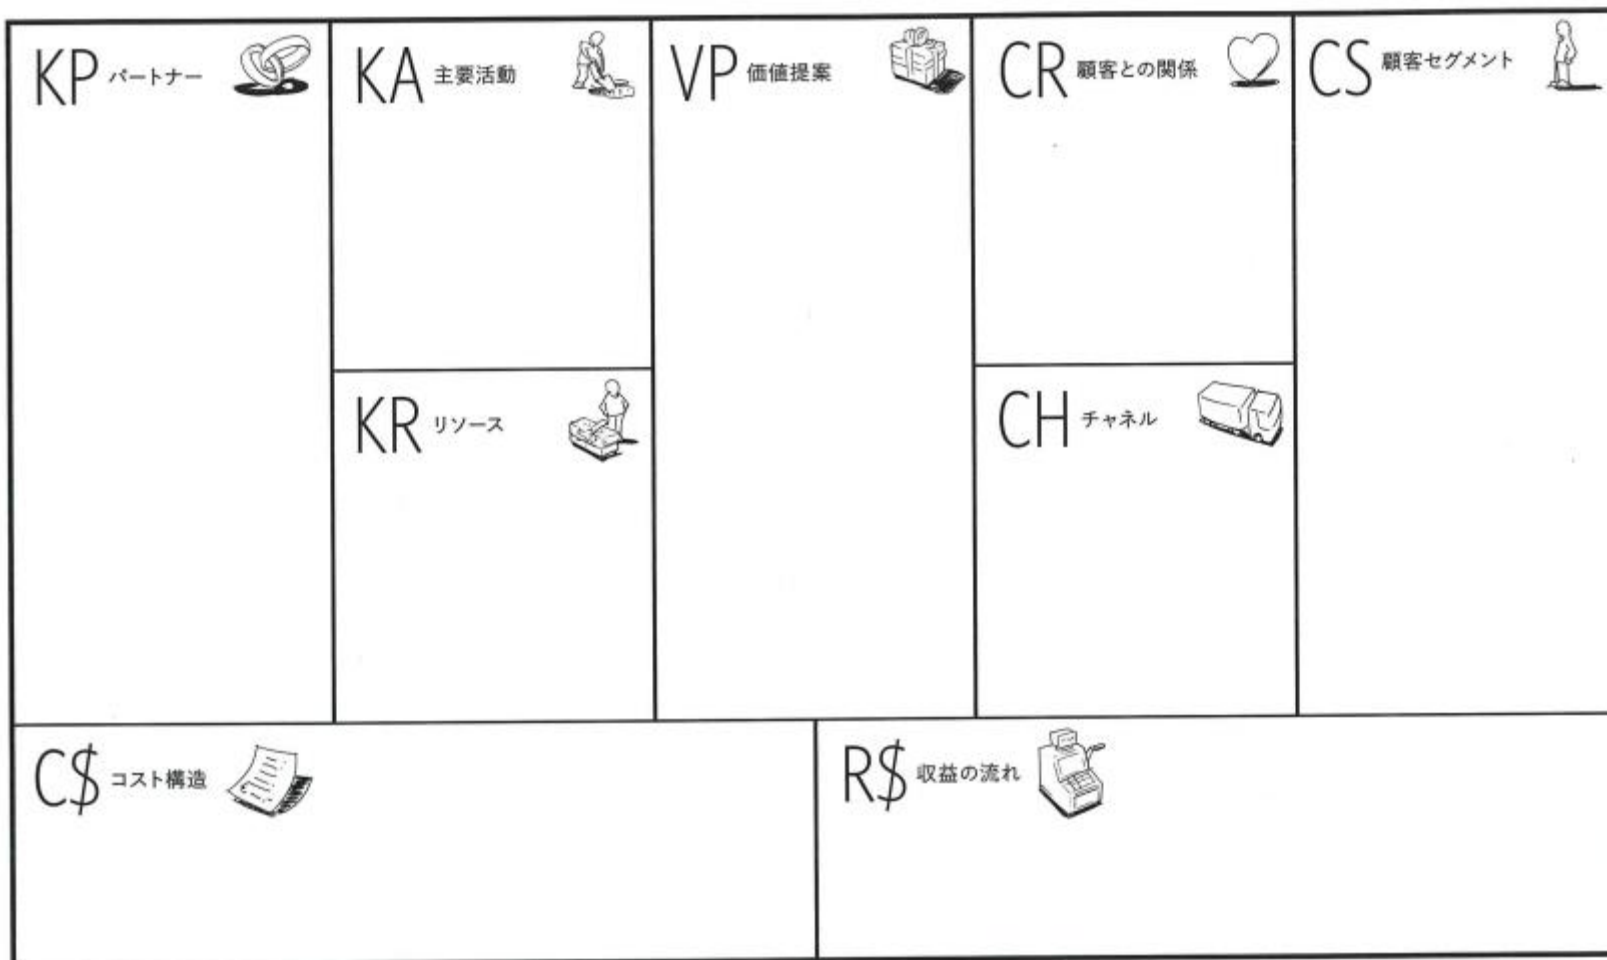 KP パートナー
KA 主要活動
VP 価値提案
CR 顧客との関係
CS 顧客セグメント
KR リソース
CH チャネル
C$ コスト構造
R$ 収益の流れ